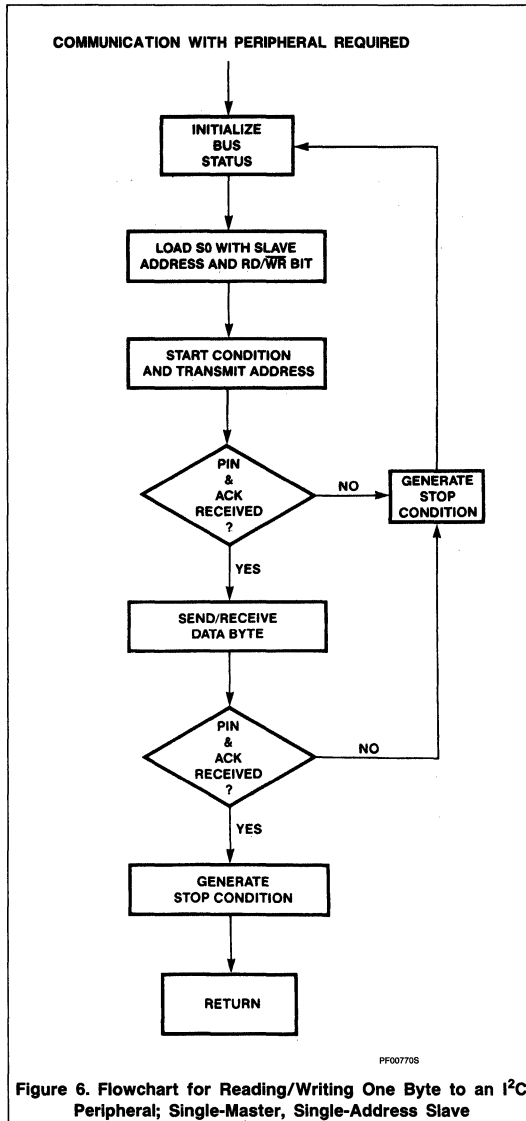 COMMUNICATION WITH PERIPHERAL REQUIRED
INITIALIZE
BUS
STATUS
LOAD S0 WITH SLAVE
ADDRESS AND RD/W̅R̅ BIT
START CONDITION
AND TRANSMIT ADDRESS
PIN
&
ACK
RECEIVED
?
NO
GENERATE
STOP
CONDITION
YES
SEND/RECEIVE
DATA BYTE
PIN
&
ACK
RECEIVED
?
NO
YES
GENERATE
STOP CONDITION
RETURN
PF00770S
Figure 6. Flowchart for Reading/Writing One Byte to an I²C
Peripheral; Single-Master, Single-Address Slave